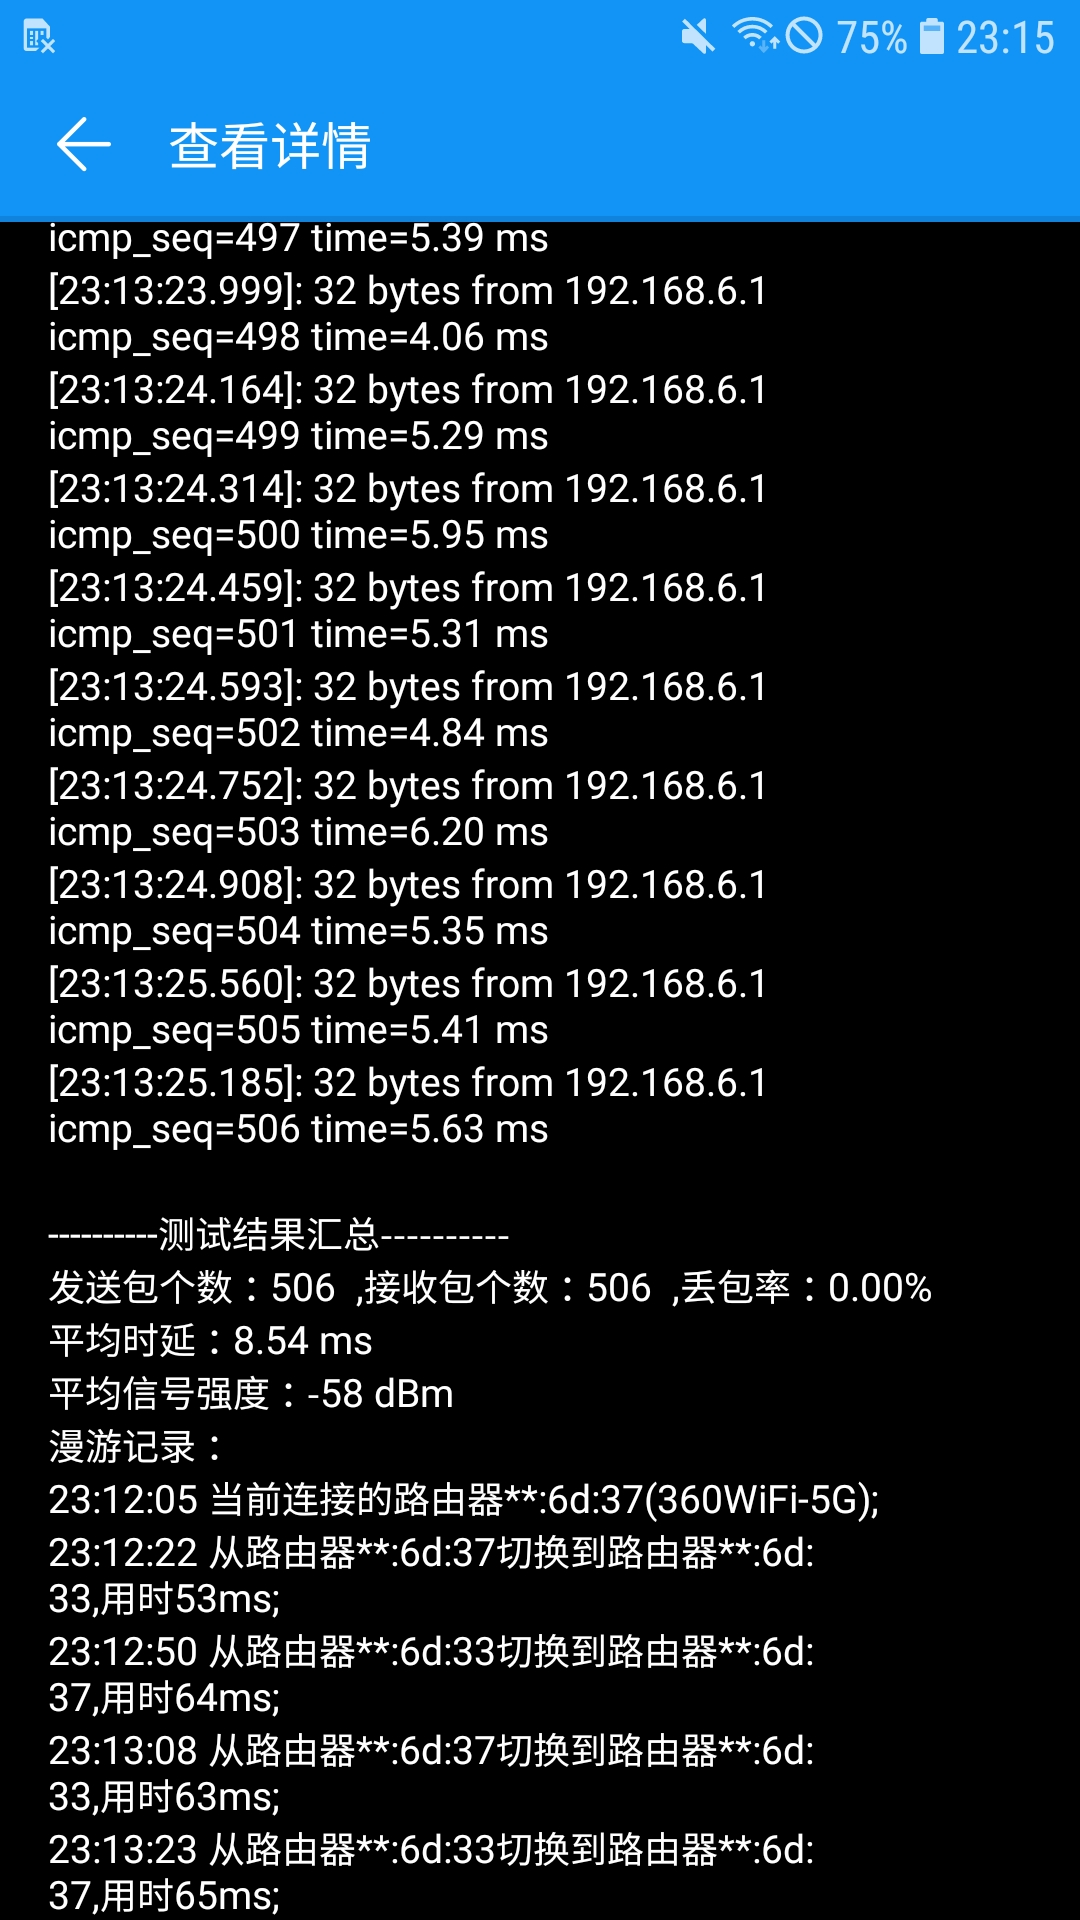 75% 23:15
查看详情
icmp_seq=497 time=5.39 ms
[23:13:23.999]: 32 bytes from 192.168.6.1
icmp_seq=498 time=4.06 ms
[23:13:24.164]: 32 bytes from 192.168.6.1
icmp_seq=499 time=5.29 ms
[23:13:24.314]: 32 bytes from 192.168.6.1
icmp_seq=500 time=5.95 ms
[23:13:24.459]: 32 bytes from 192.168.6.1
icmp_seq=501 time=5.31 ms
[23:13:24.593]: 32 bytes from 192.168.6.1
icmp_seq=502 time=4.84 ms
[23:13:24.752]: 32 bytes from 192.168.6.1
icmp_seq=503 time=6.20 ms
[23:13:24.908]: 32 bytes from 192.168.6.1
icmp_seq=504 time=5.35 ms
[23:13:25.560]: 32 bytes from 192.168.6.1
icmp_seq=505 time=5.41 ms
[23:13:25.185]: 32 bytes from 192.168.6.1
icmp_seq=506 time=5.63 ms
----------测试结果汇总----------
发送包个数：506 ,接收包个数：506 ,丢包率：0.00%
平均时延：8.54 ms
平均信号强度：-58 dBm
漫游记录：
23:12:05 当前连接的路由器**:6d:37(360WiFi-5G);
23:12:22 从路由器**:6d:37切换到路由器**:6d:
33,用时53ms;
23:12:50 从路由器**:6d:33切换到路由器**:6d:
37,用时64ms;
23:13:08 从路由器**:6d:37切换到路由器**:6d:
33,用时63ms;
23:13:23 从路由器**:6d:33切换到路由器**:6d:
37,用时65ms;